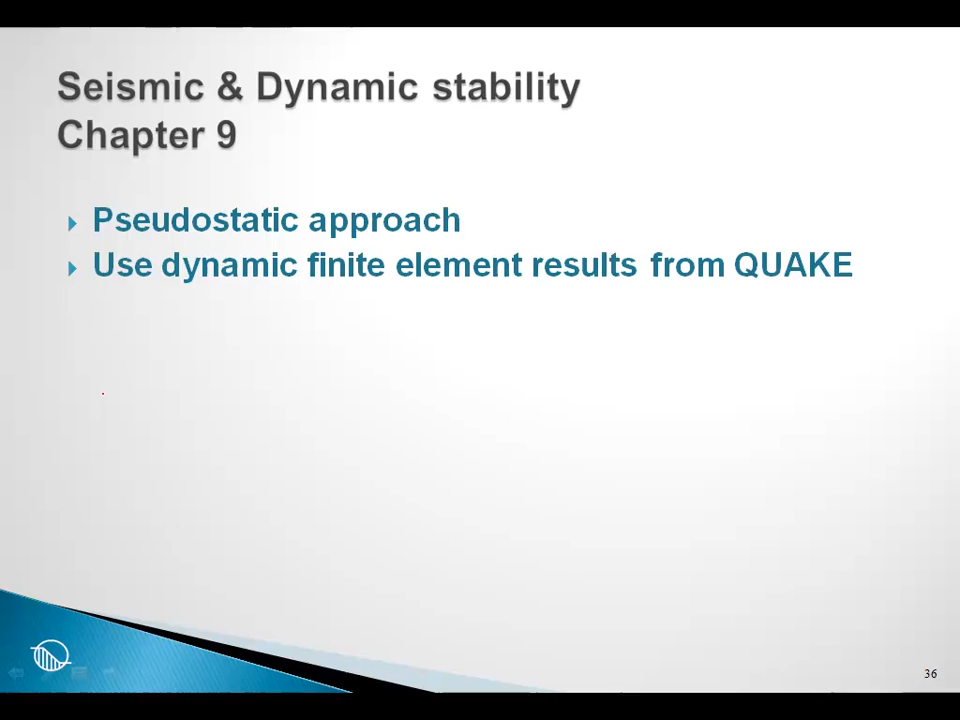 Seismic & Dynamic stability
Chapter 9
Pseudostatic approach
Use dynamic finite element results from QUAKE
36